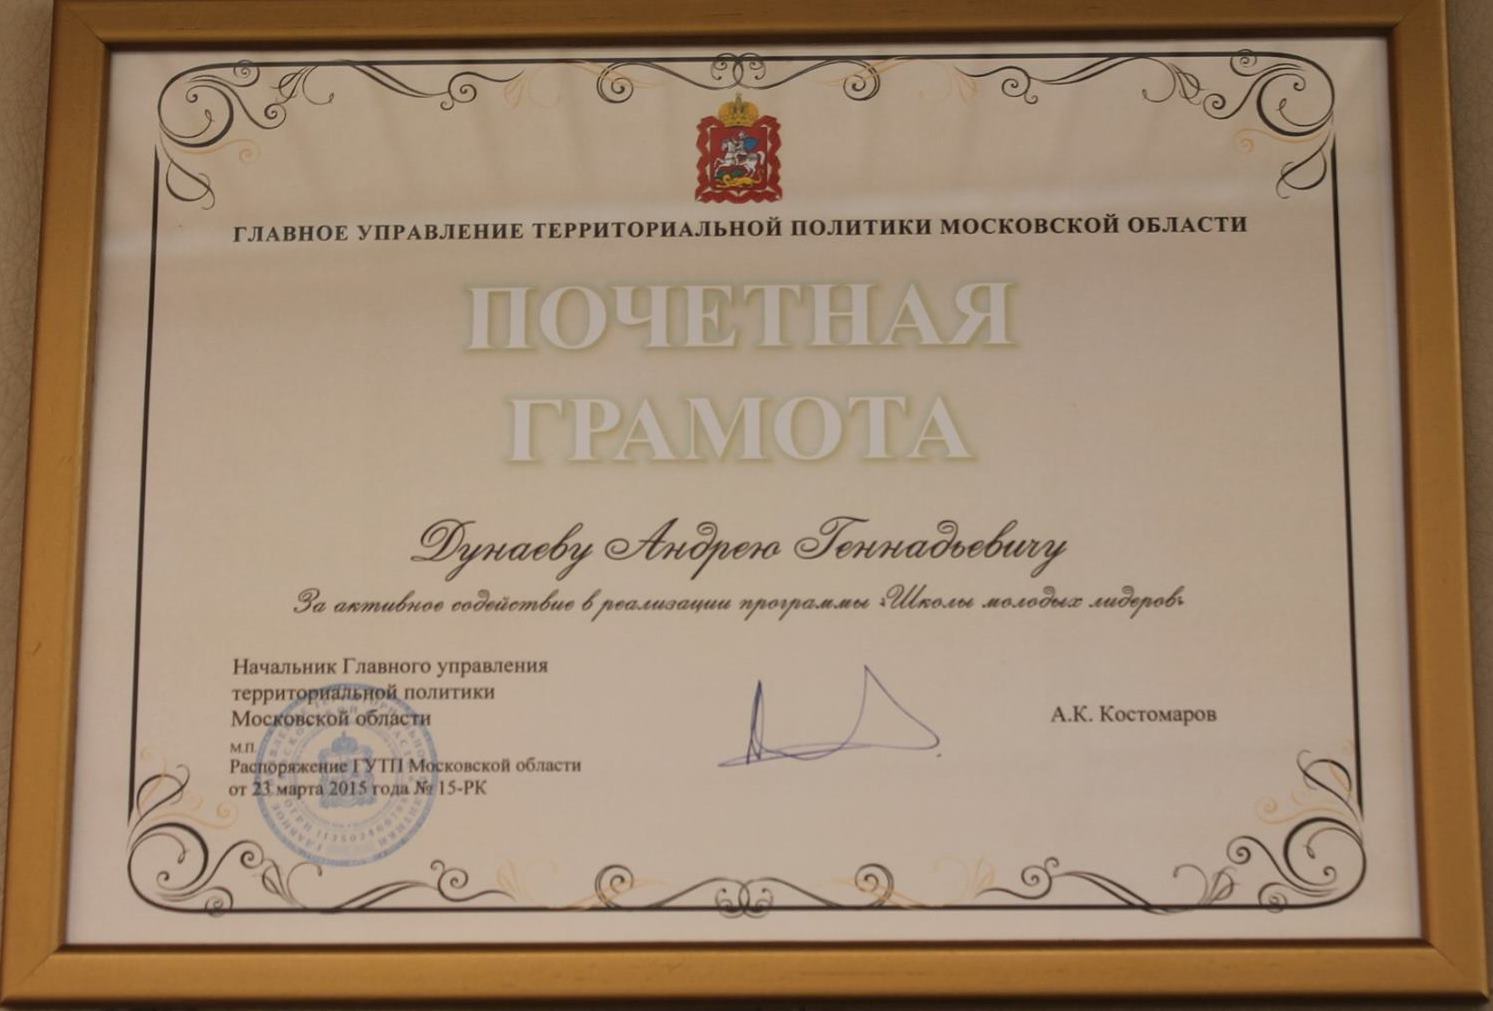 ГЛАВНОЕ УПРАВЛЕНИЕ ТЕРРИТОРИАЛЬНОЙ ПОЛИТИКИ МОСКОВСКОЙ ОБЛАСТИ
ПОЧЕТНАЯ
ГРАМОТА
Дунаеву Андрею Геннадьевичу
За активное содействие в реализации программы «Школы молодых лидеров»
Начальник Главного управления
территориальной политики
Московской области
А.К. Костомаров
М.П.
Распоряжение ГУТП Московской области
от 23 марта 2015 года № 15-РК